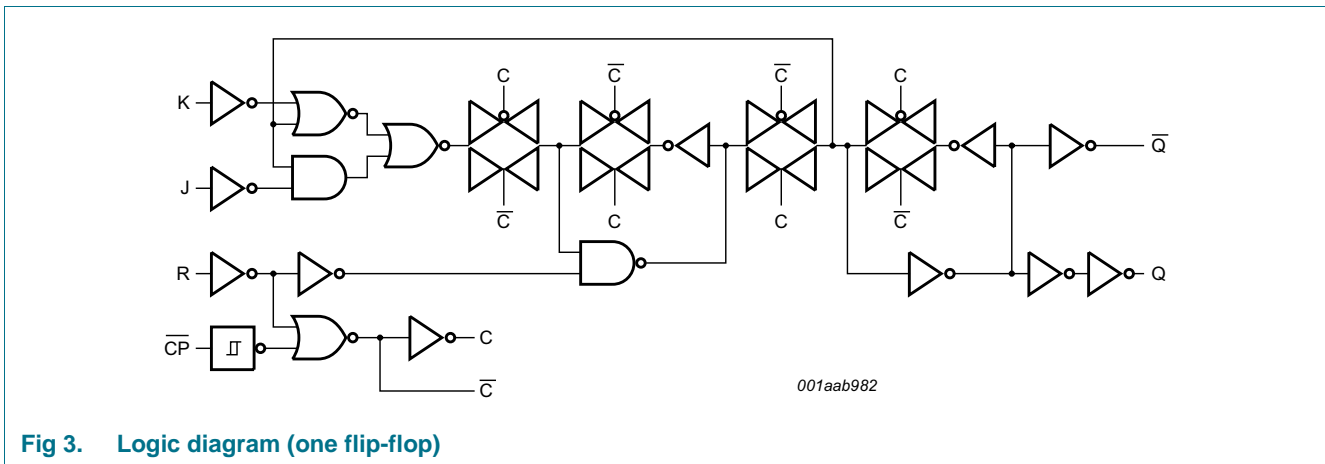 C C̅ C̅ C
K
Q̅
J
C̅ C C C̅
R
Q
C̅P̅
C
C̅
001aab982
Fig 3. Logic diagram (one flip-flop)